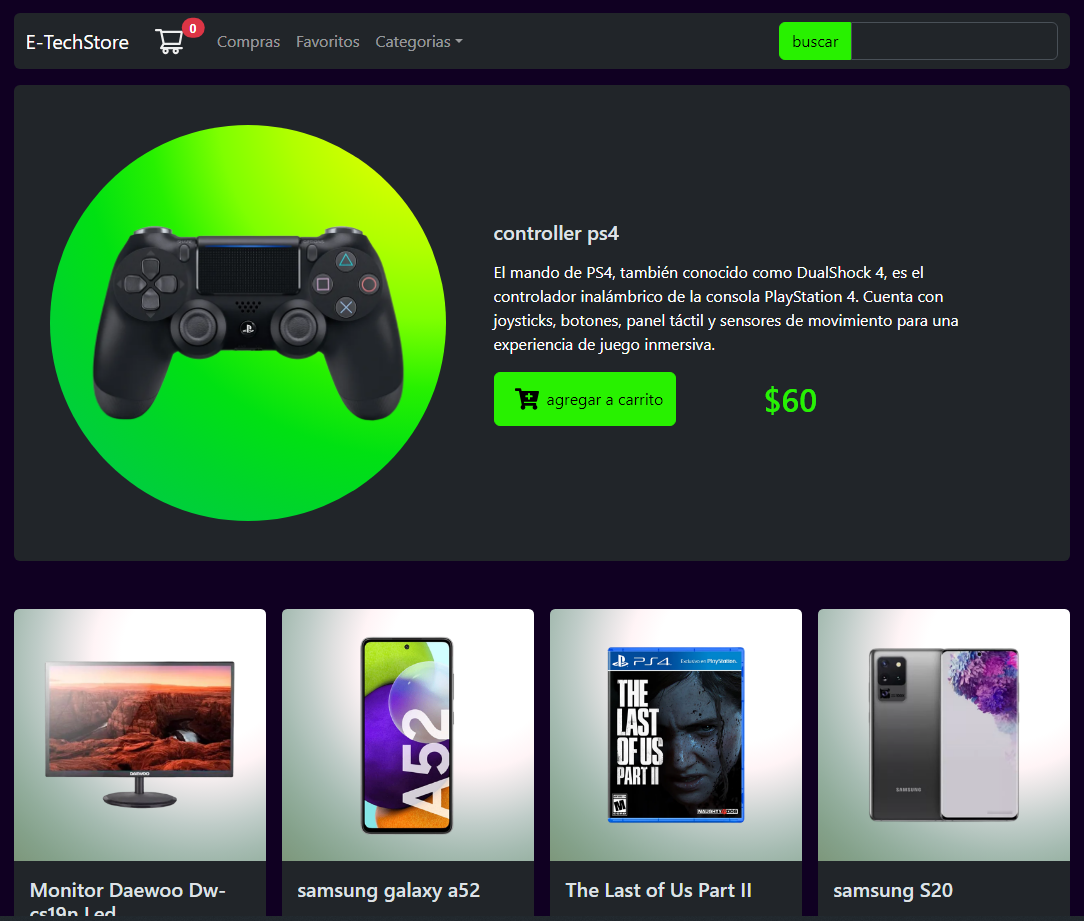 E-TechStore
0
Compras
Favoritos
Categorias
buscar
controller ps4
El mando de PS4, también conocido como DualShock 4, es el
controlador inalámbrico de la consola PlayStation 4. Cuenta con
joysticks, botones, panel táctil y sensores de movimiento para una
experiencia de juego inmersiva.
agregar a carrito
$60
DAEWOO
A52
PS4
Exclusivo en PlayStation.
THE
LAST
OF US
PART II
M
NAUGHTY DOG
SAMSUNG
Monitor Daewoo Dw-
cs19n Led
samsung galaxy a52
The Last of Us Part II
samsung S20